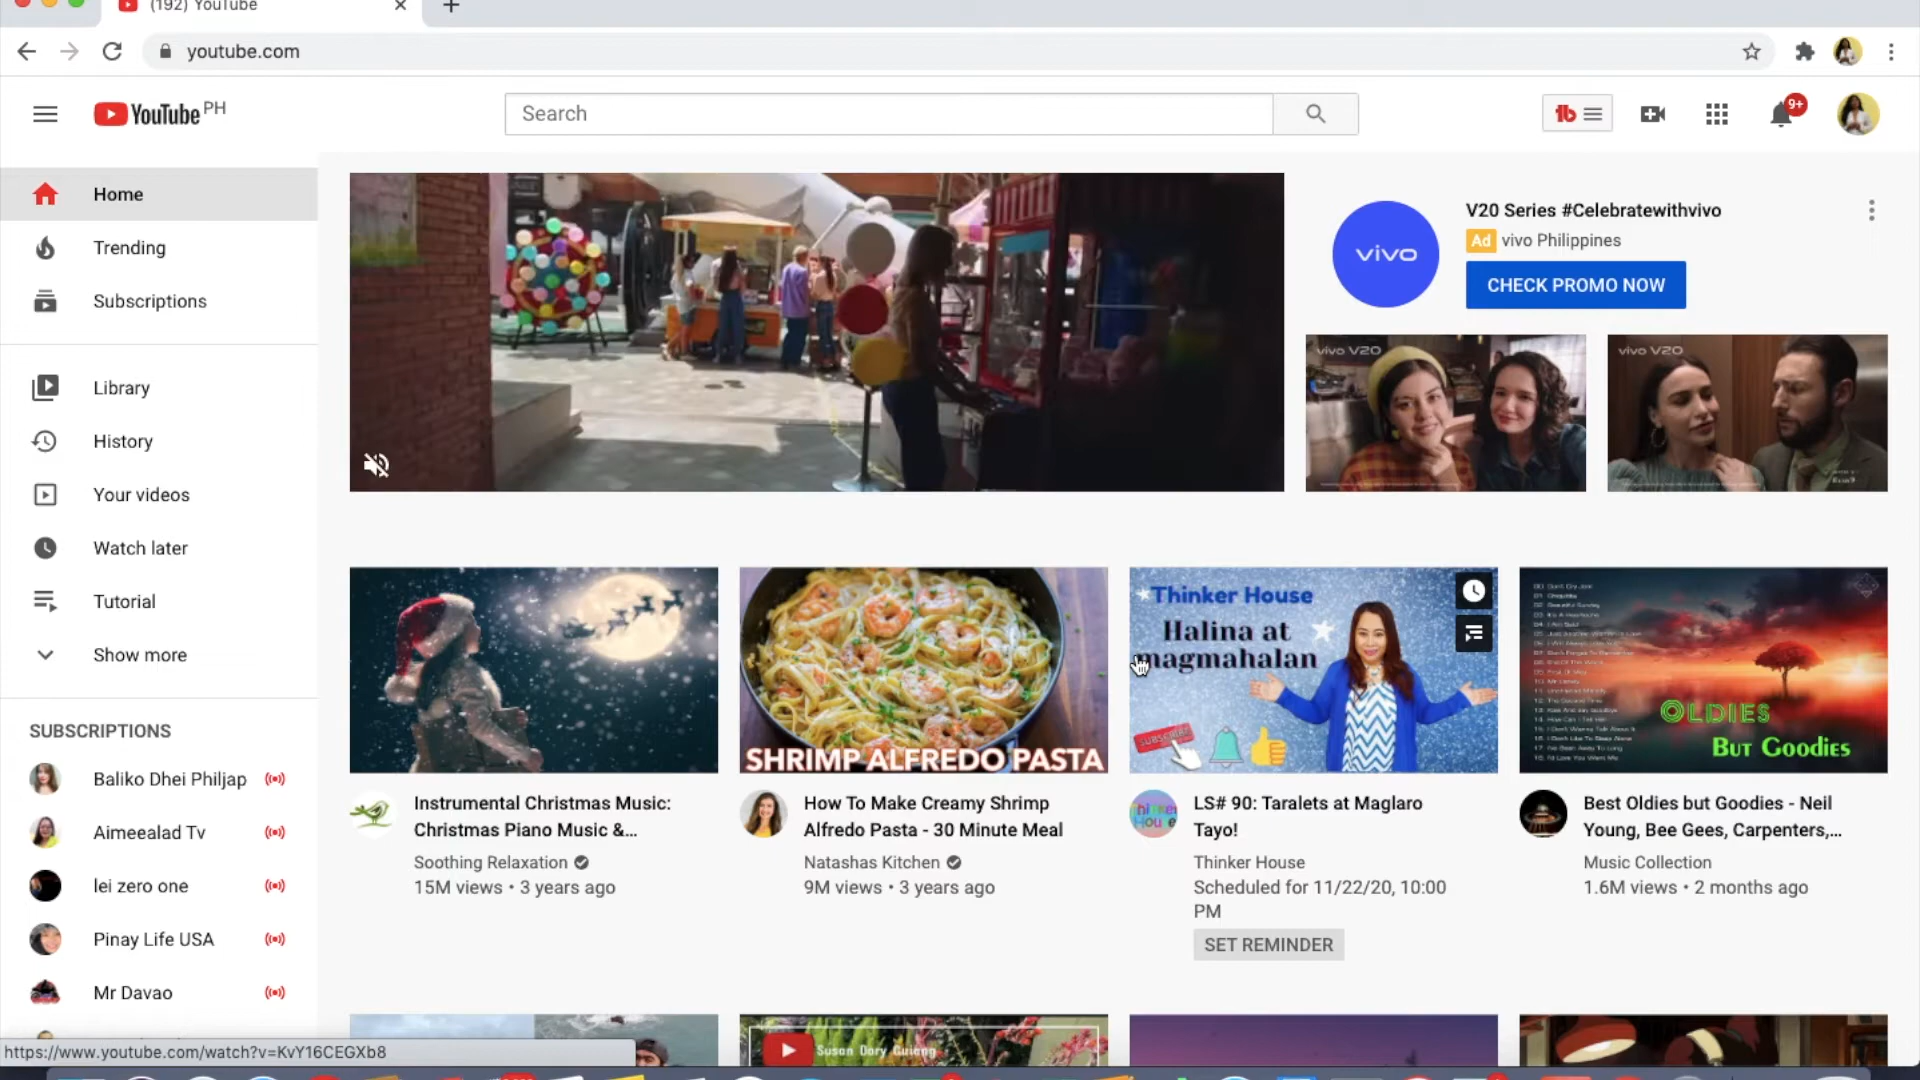 (192) YouTube
youtube.com
YouTube PH
Search
9+
Home
Trending
Subscriptions
Library
History
Your videos
Watch later
Tutorial
Show more
SUBSCRIPTIONS
Baliko Dhei Philjap
Aimeealad Tv
lei zero one
Pinay Life USA
Mr Davao
V20 Series #Celebratewithvivo
Ad vivo Philippines
CHECK PROMO NOW
vivo
vivo V20
vivo V20
SHRIMP ALFREDO PASTA
Thinker House
Halina at
magmahalan
SUBSCRIBE
OLDIES
BUT GOODIES
Instrumental Christmas Music:
Christmas Piano Music &...
Soothing Relaxation
15M views • 3 years ago
How To Make Creamy Shrimp
Alfredo Pasta - 30 Minute Meal
Natashas Kitchen
9M views • 3 years ago
LS# 90: Taralets at Maglaro
Tayo!
Thinker House
Scheduled for 11/22/20, 10:00
PM
SET REMINDER
Best Oldies but Goodies - Neil
Young, Bee Gees, Carpenters,...
Music Collection
1.6M views • 2 months ago
Susan Dory Guieng
https://www.youtube.com/watch?v=KvY16CEGXb8